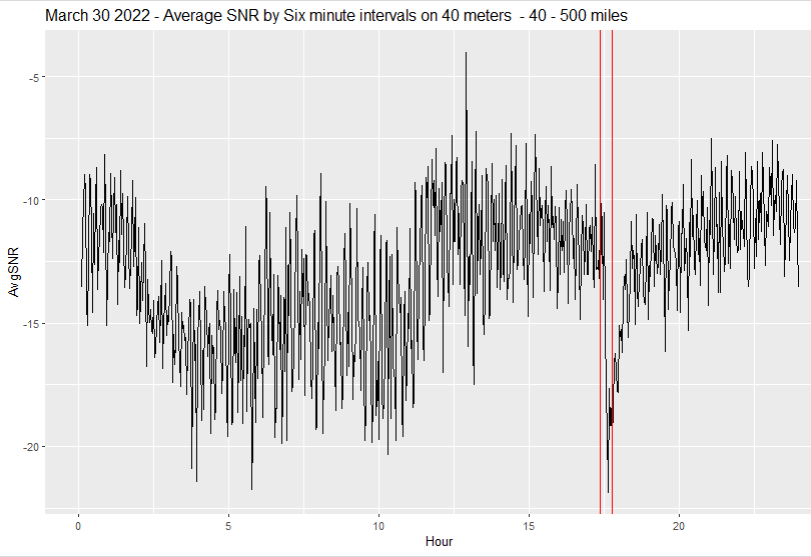 March 30 2022 - Average SNR by Six minute intervals on 40 meters  - 40 - 500 miles
-5
-10
-15
-20
AvgSNR
0 5 10 15 20
Hour